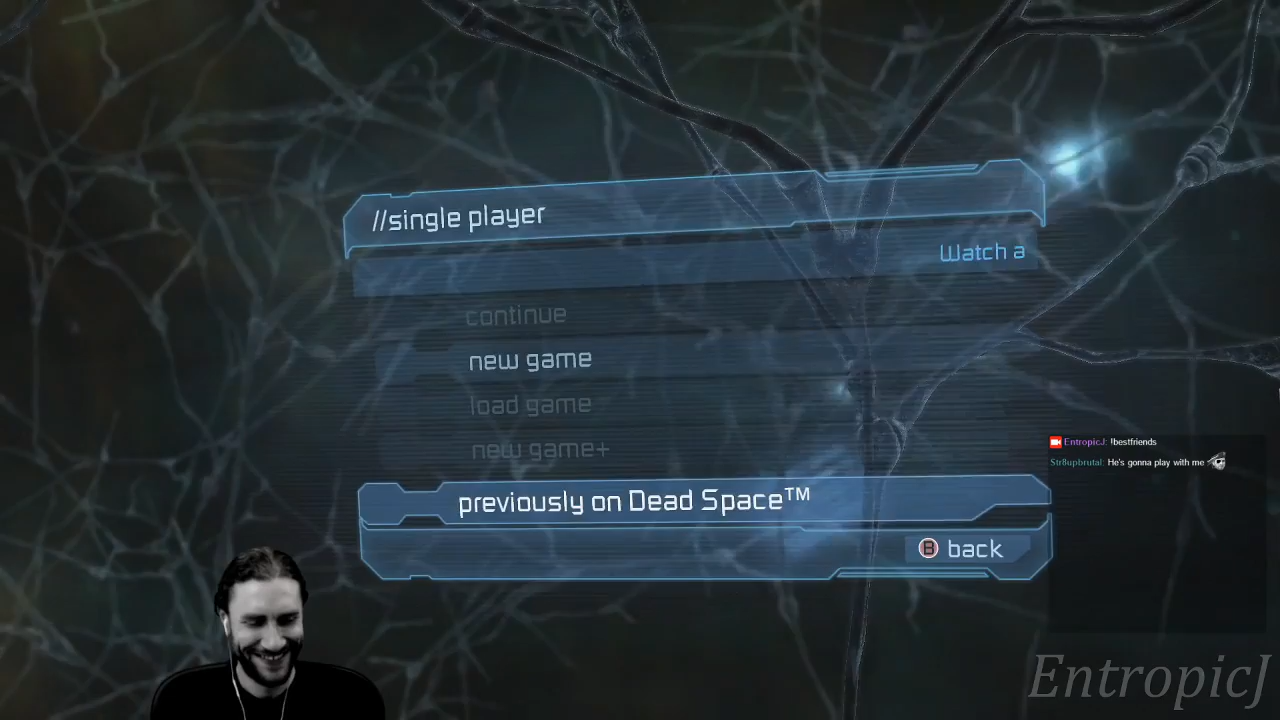 //single player
Watch a
continue
new game
load game
new game+
previously on Dead Space™
B back
EntropicJ: !bestfriends
Str8upbrutal: He's gonna play with me
EntropicJ